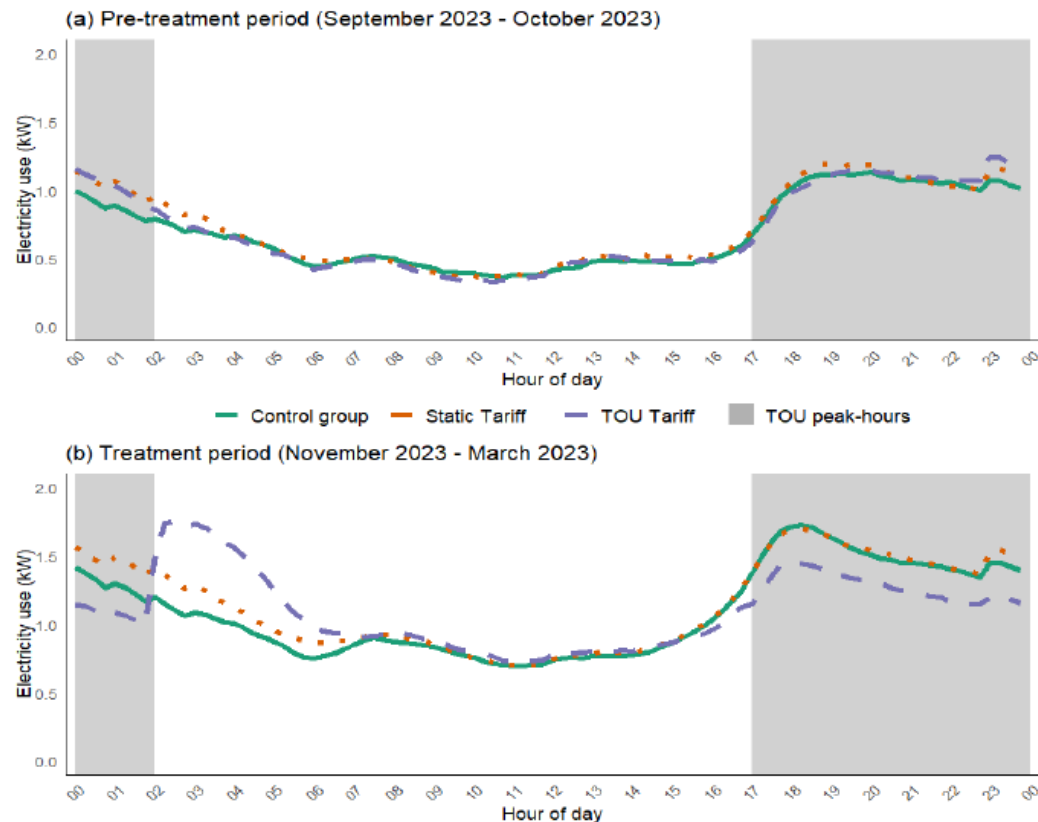 (a) Pre-treatment period (September 2023 - October 2023)
Electricity use (kW)
2.0
1.5
1.0
0.5
0.0
00 01 02 03 04 05 06 07 08 09 10 11 12 13 14 15 16 17 18 19 20 21 22 23 00
Hour of day
Control group Static Tariff TOU Tariff TOU peak-hours
(b) Treatment period (November 2023 - March 2023)
Electricity use (kW)
2.0
1.5
1.0
0.5
0.0
00 01 02 03 04 05 06 07 08 09 10 11 12 13 14 15 16 17 18 19 20 21 22 23 00
Hour of day